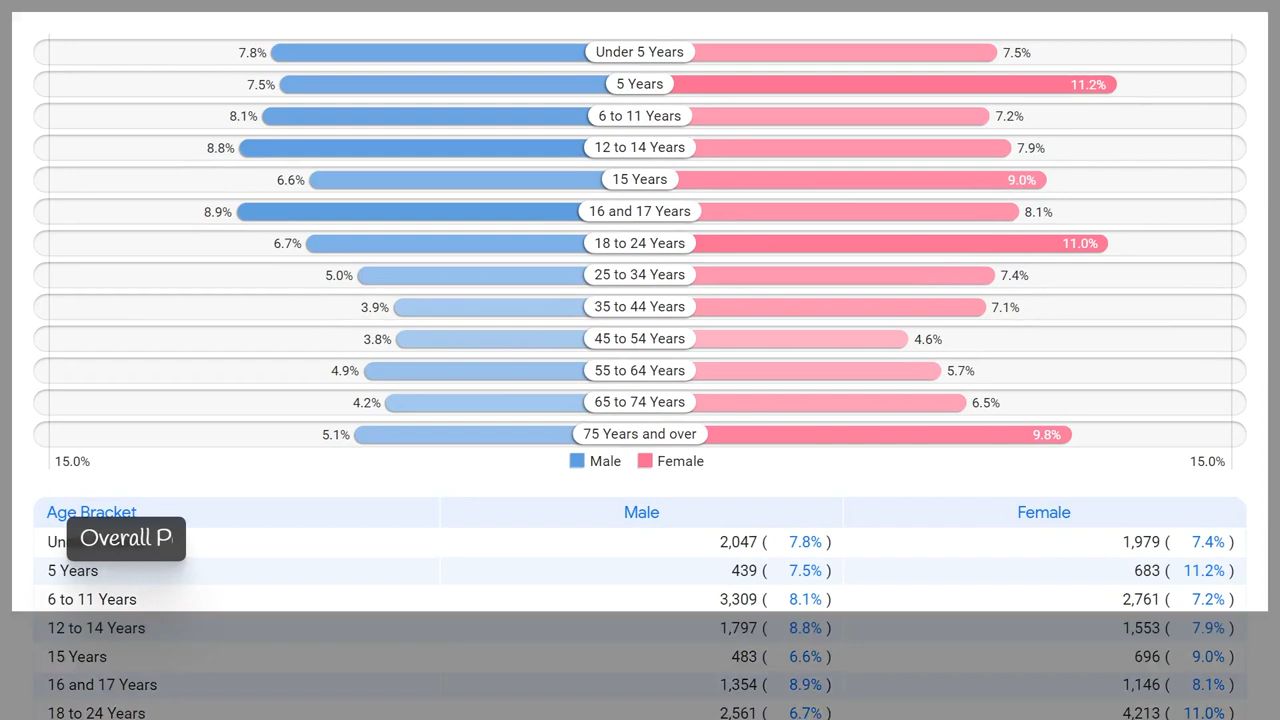 7.8% Under 5 Years 7.5%
7.5% 5 Years 11.2%
8.1% 6 to 11 Years 7.2%
8.8% 12 to 14 Years 7.9%
6.6% 15 Years 9.0%
8.9% 16 and 17 Years 8.1%
6.7% 18 to 24 Years 11.0%
5.0% 25 to 34 Years 7.4%
3.9% 35 to 44 Years 7.1%
3.8% 45 to 54 Years 4.6%
4.9% 55 to 64 Years 5.7%
4.2% 65 to 74 Years 6.5%
5.1% 75 Years and over 9.8%
15.0% Male Female 15.0%
Age Bracket Male Female
2,047 ( 7.8% ) 1,979 ( 7.4% )
Overall P
5 Years 439 ( 7.5% ) 683 ( 11.2% )
6 to 11 Years 3,309 ( 8.1% ) 2,761 ( 7.2% )
12 to 14 Years 1,797 ( 8.8% ) 1,553 ( 7.9% )
15 Years 483 ( 6.6% ) 696 ( 9.0% )
16 and 17 Years 1,354 ( 8.9% ) 1,146 ( 8.1% )
18 to 24 Years 2,561 ( 6.7% ) 4,213 ( 11.0% )